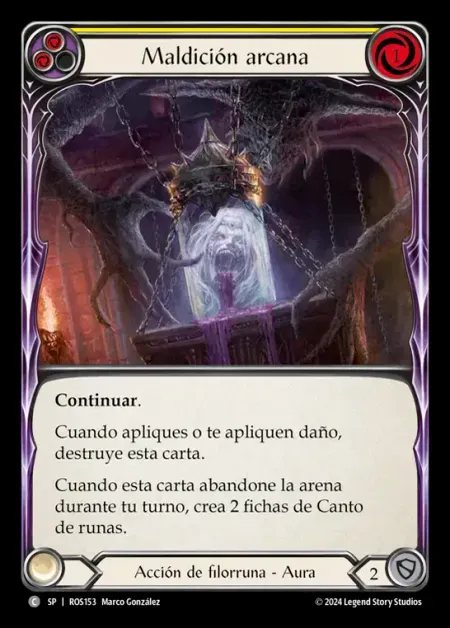 Maldición arcana
1
Continuar.
Cuando apliques o te apliquen daño,
destruye esta carta.
Cuando esta carta abandone la arena
durante tu turno, crea 2 fichas de Canto
de runas.
Acción de filorruna - Aura
2
C SP | ROS153 Marco González
© 2024 Legend Story Studios